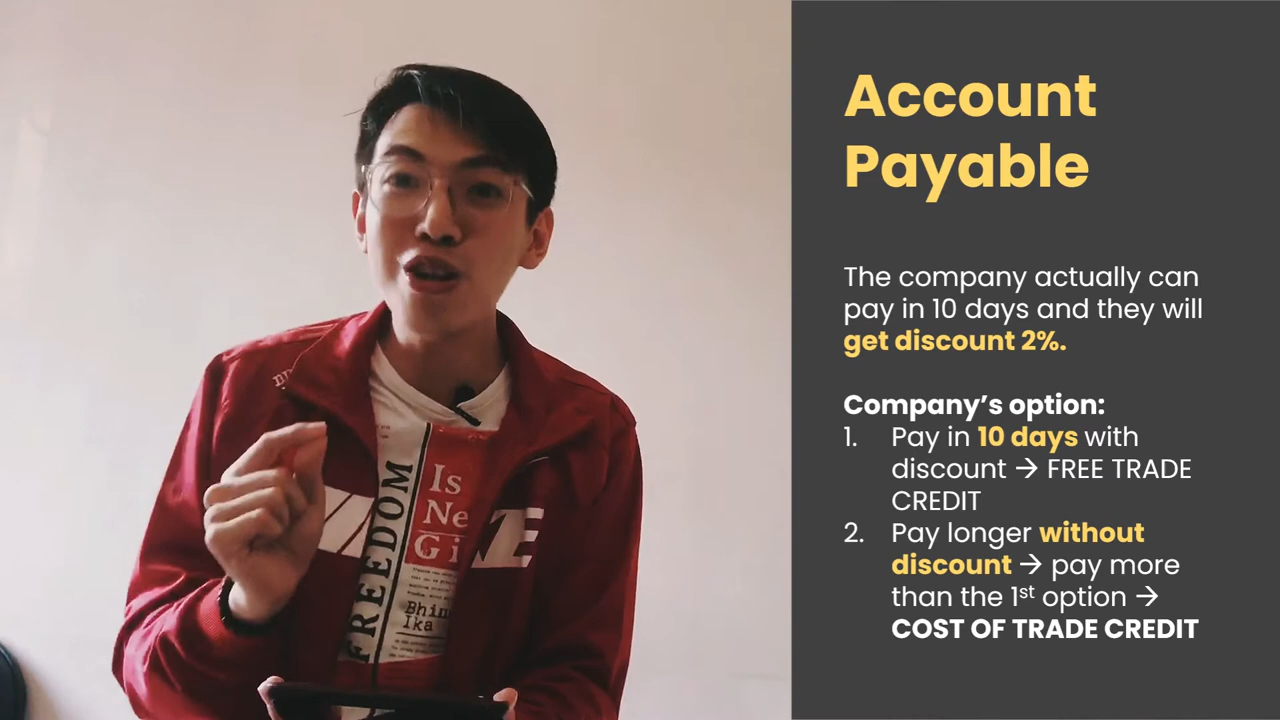 Account
Payable
The company actually can
pay in 10 days and they will
get discount 2%.
Company’s option:
1. Pay in 10 days with
discount → FREE TRADE
CREDIT
2. Pay longer without
discount → pay more
than the 1st option →
COST OF TRADE CREDIT
FREEDOM
Is
Ne
Gi
Bhin
Ika